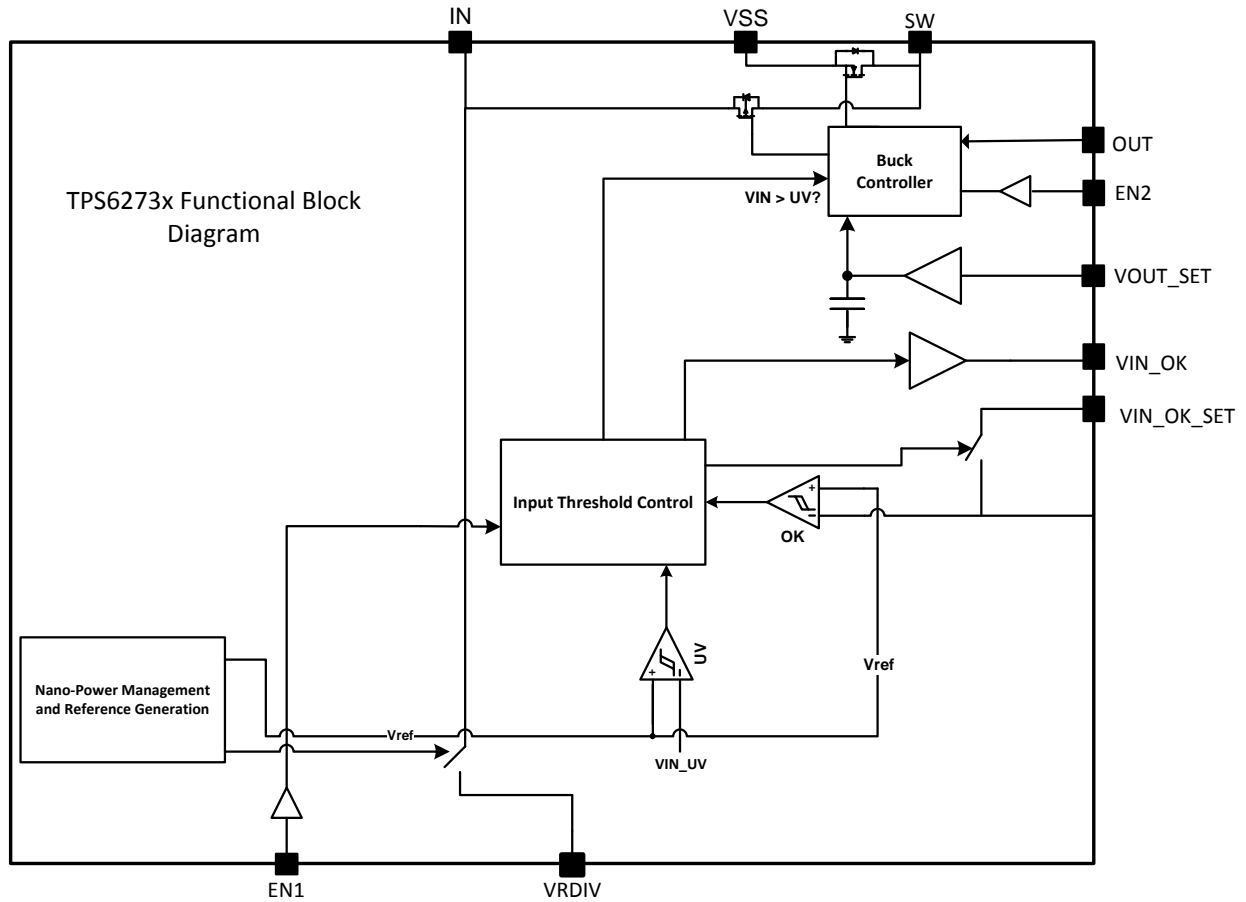 IN
VSS
SW
OUT
Buck
Controller
TPS6273x Functional Block
Diagram
VIN > UV?
EN2
VOUT_SET
VIN_OK
VIN_OK_SET
Input Threshold Control
+
−
OK
UV
+
−
Vref
Nano-Power Management
and Reference Generation
Vref
VIN_UV
EN1
VRDIV